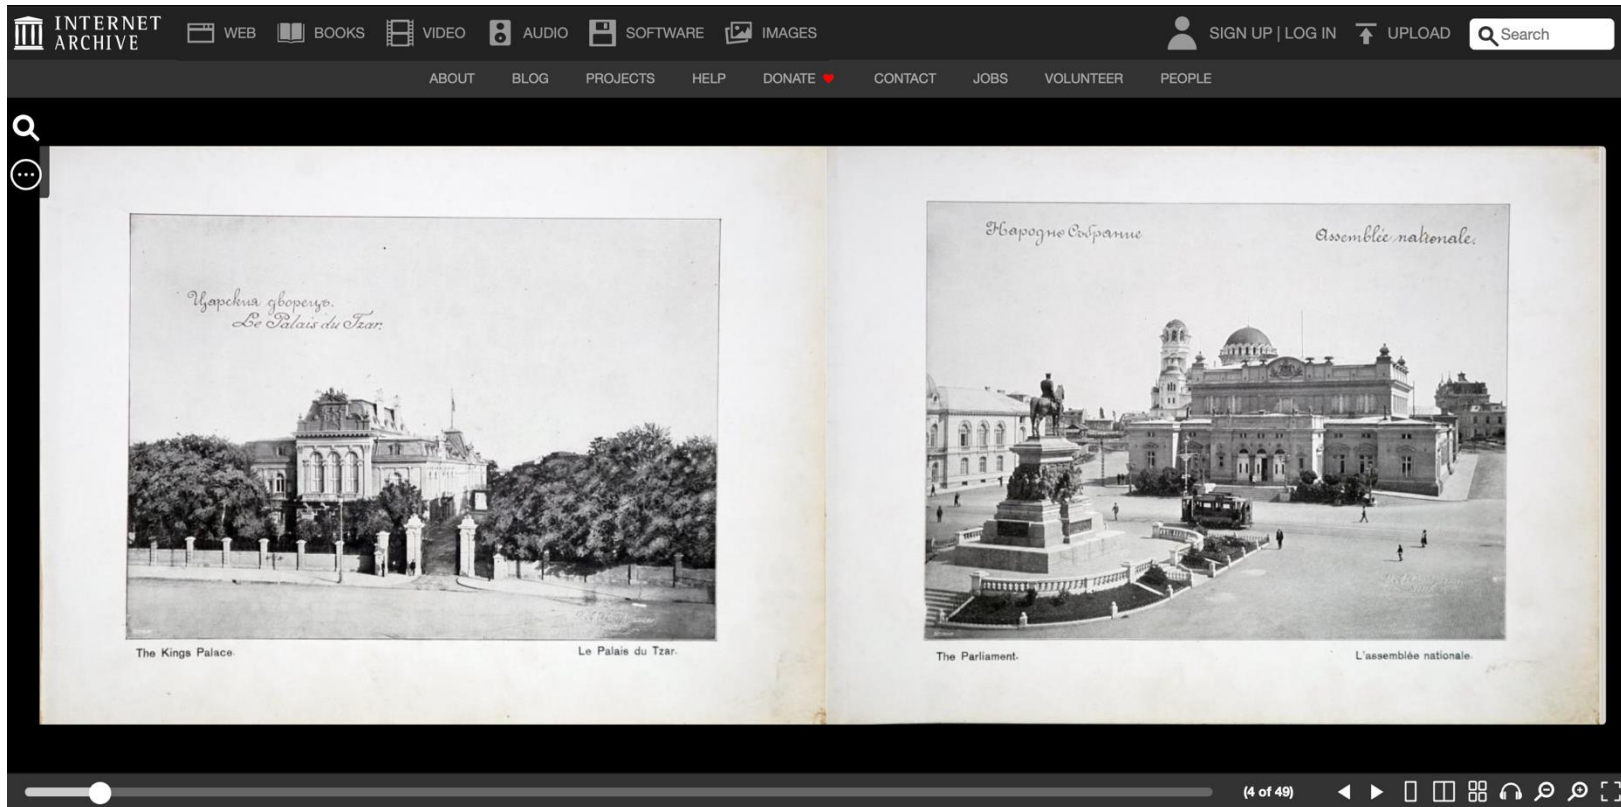 INTERNET
ARCHIVE
WEB
BOOKS
VIDEO
AUDIO
SOFTWARE
IMAGES
SIGN UP | LOG IN
UPLOAD
Search
ABOUT
BLOG
PROJECTS
HELP
DONATE
CONTACT
JOBS
VOLUNTEER
PEOPLE
Царския дворецъ.
Le Palais du Tzar.
The Kings Palace.
Le Palais du Tzar.
Народно Събрание
Assemblée nationale.
The Parliament.
L'assemblée nationale.
(4 of 49)